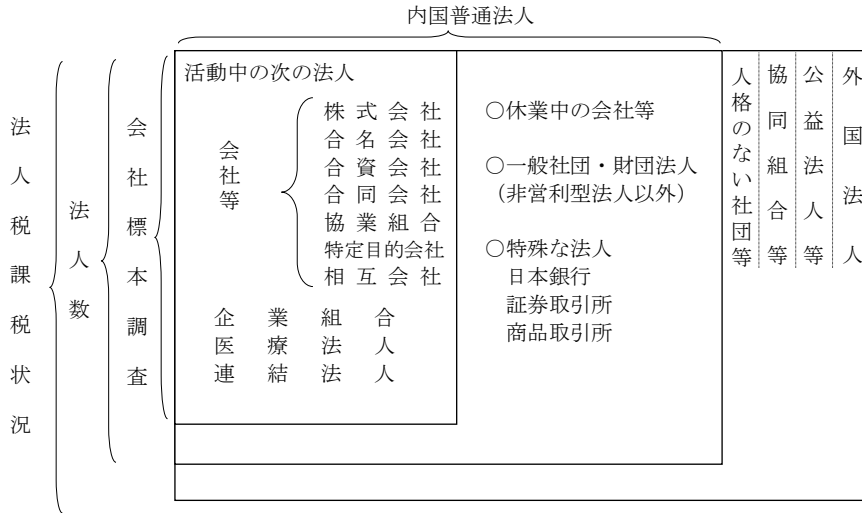 内国普通法人
法人税課税状況
法人数
会社標本調査
活動中の次の法人
会社等
株式会社
合名会社
合資会社
合同会社
協業組合
特定目的会社
相互会社
企業組合
医療法人
連結法人
○休業中の会社等
○一般社団・財団法人
（非営利型法人以外）
○特殊な法人
日本銀行
証券取引所
商品取引所
人格のない社団等
協同組合等
公益法人等
外国法人